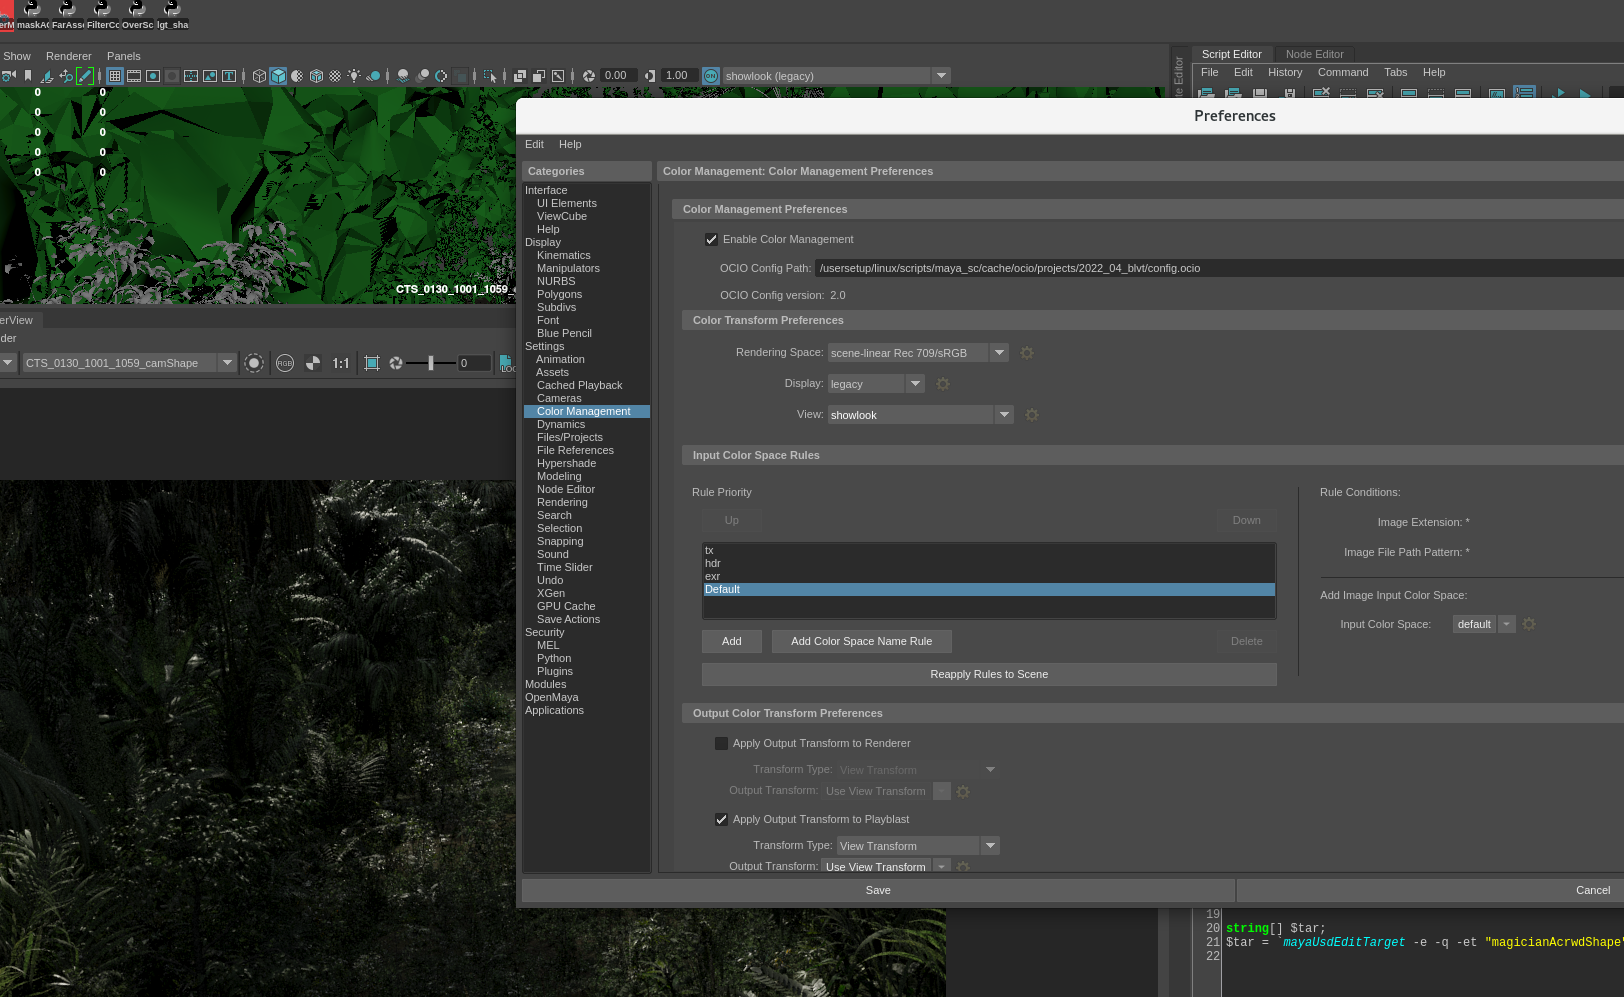 maskAC FarAsse FilterCo OverSc lgt_sha
Show Renderer Panels
0.00 1.00 showlook (legacy)
Script Editor Node Editor
File Edit History Command Tabs Help
0 0
0 0
0 0
0 0
0 0
CTS_0130_1001_1059_
erView
der
CTS_0130_1001_1059_camShape RGB 1:1 0
Preferences
Edit Help
Categories
Interface
UI Elements
ViewCube
Help
Display
Kinematics
Manipulators
NURBS
Polygons
Subdivs
Font
Blue Pencil
Settings
Animation
Assets
Cached Playback
Cameras
Color Management
Dynamics
Files/Projects
File References
Hypershade
Modeling
Node Editor
Rendering
Search
Selection
Snapping
Sound
Time Slider
Undo
XGen
GPU Cache
Save Actions
Security
MEL
Python
Plugins
Modules
OpenMaya
Applications
Color Management: Color Management Preferences
Color Management Preferences
Enable Color Management
OCIO Config Path: /usersetup/linux/scripts/maya_sc/cache/ocio/projects/2022_04_blvt/config.ocio
OCIO Config version: 2.0
Color Transform Preferences
Rendering Space: scene-linear Rec 709/sRGB
Display: legacy
View: showlook
Input Color Space Rules
Rule Priority
Up Down
tx
hdr
exr
Default
Add Add Color Space Name Rule Delete
Reapply Rules to Scene
Rule Conditions:
Image Extension: *
Image File Path Pattern: *
Add Image Input Color Space:
Input Color Space: default
Output Color Transform Preferences
Apply Output Transform to Renderer
Transform Type: View Transform
Output Transform: Use View Transform
Apply Output Transform to Playblast
Transform Type: View Transform
Output Transform: Use View Transform
Save Cancel
19
20 string[] $tar;
21 $tar = `mayaUsdEditTarget -e -q -et "magicianAcrwdShape"
22